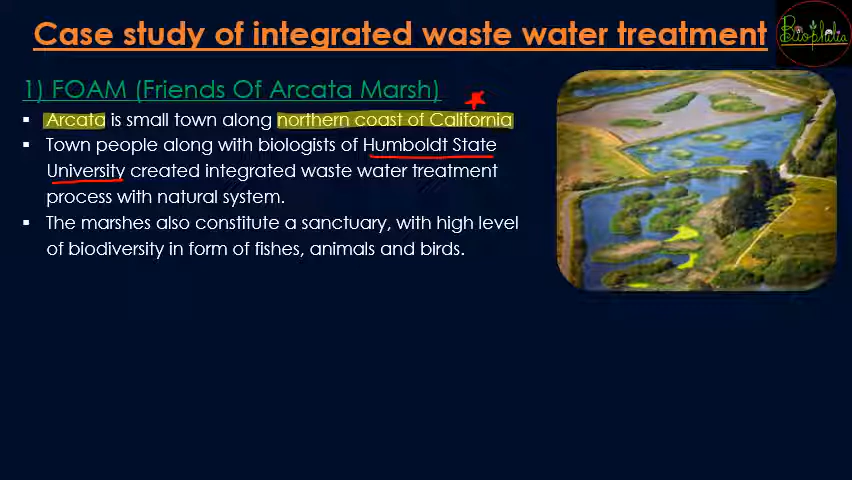 Case study of integrated waste water treatment
Biophilia
1) FOAM (Friends Of Arcata Marsh)
▪ Arcata is small town along northern coast of California
▪ Town people along with biologists of Humboldt State
University created integrated waste water treatment
process with natural system.
▪ The marshes also constitute a sanctuary, with high level
of biodiversity in form of fishes, animals and birds.